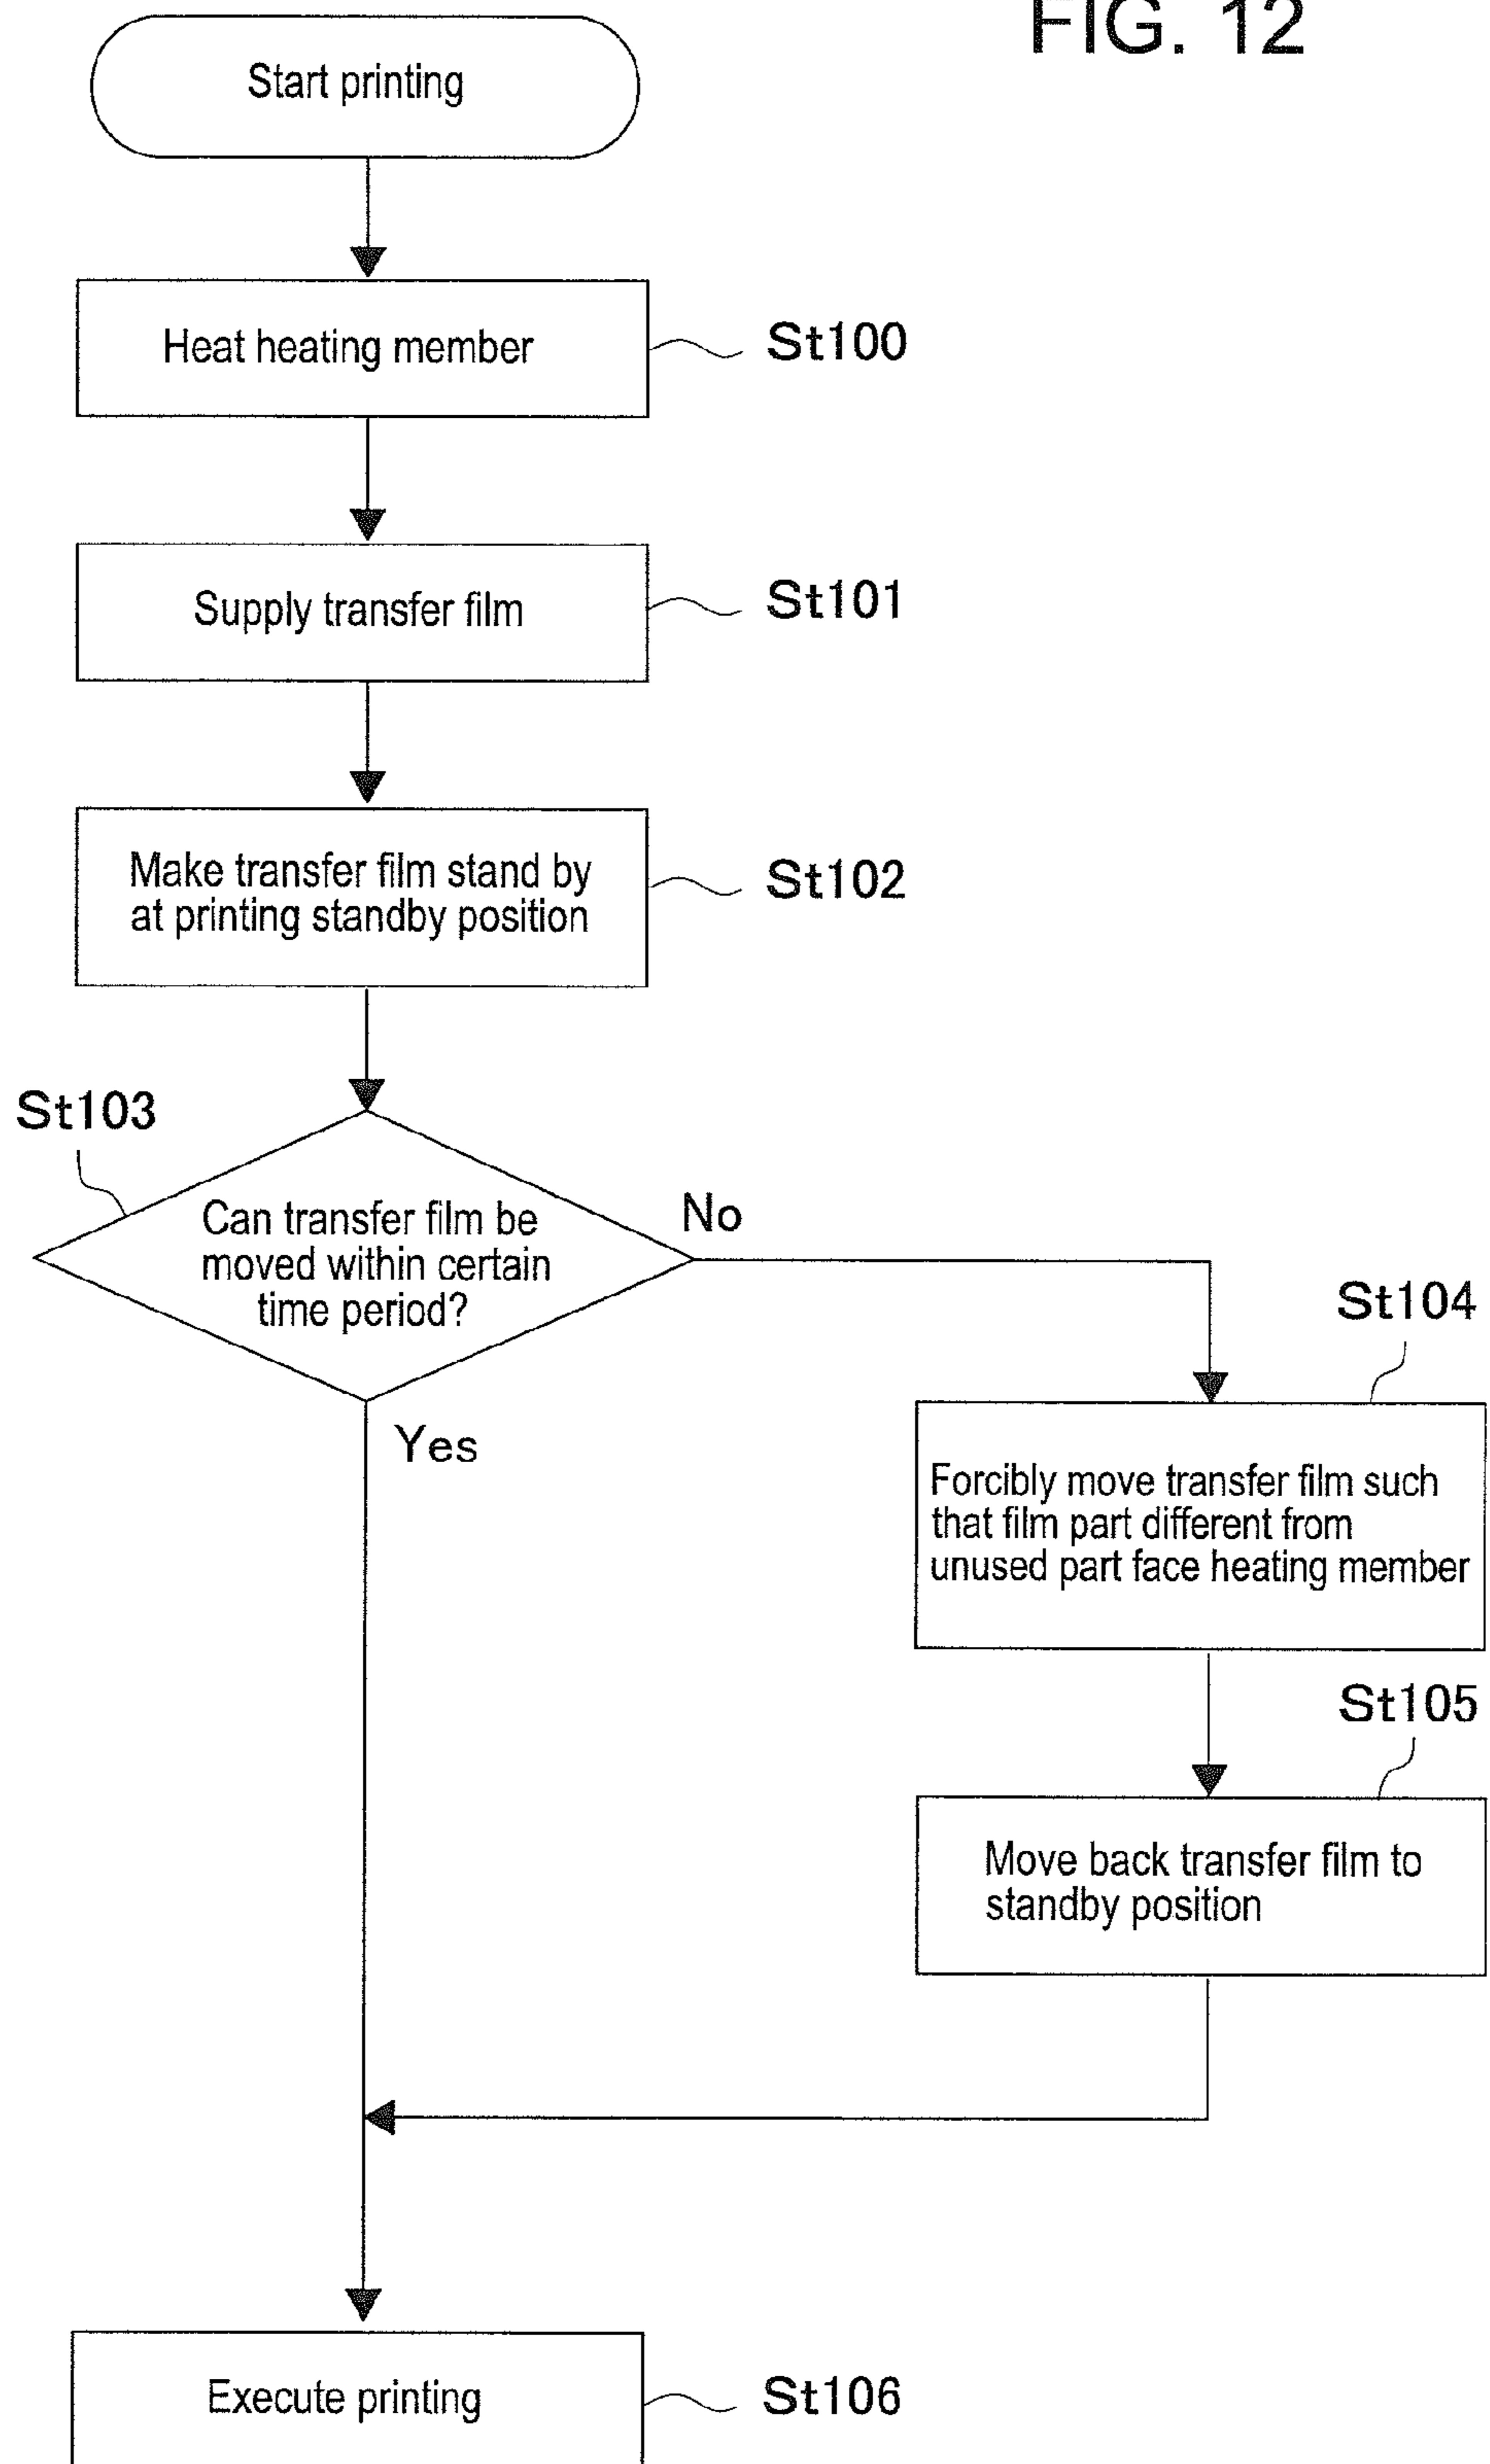 FIG. 12
Start printing
Heat heating member
St100
Supply transfer film
St101
Make transfer film stand by
at printing standby position
St102
St103
Can transfer film be
moved within certain
time period?
No
Yes
St104
Forcibly move transfer film such
that film part different from
unused part face heating member
St105
Move back transfer film to
standby position
Execute printing
St106